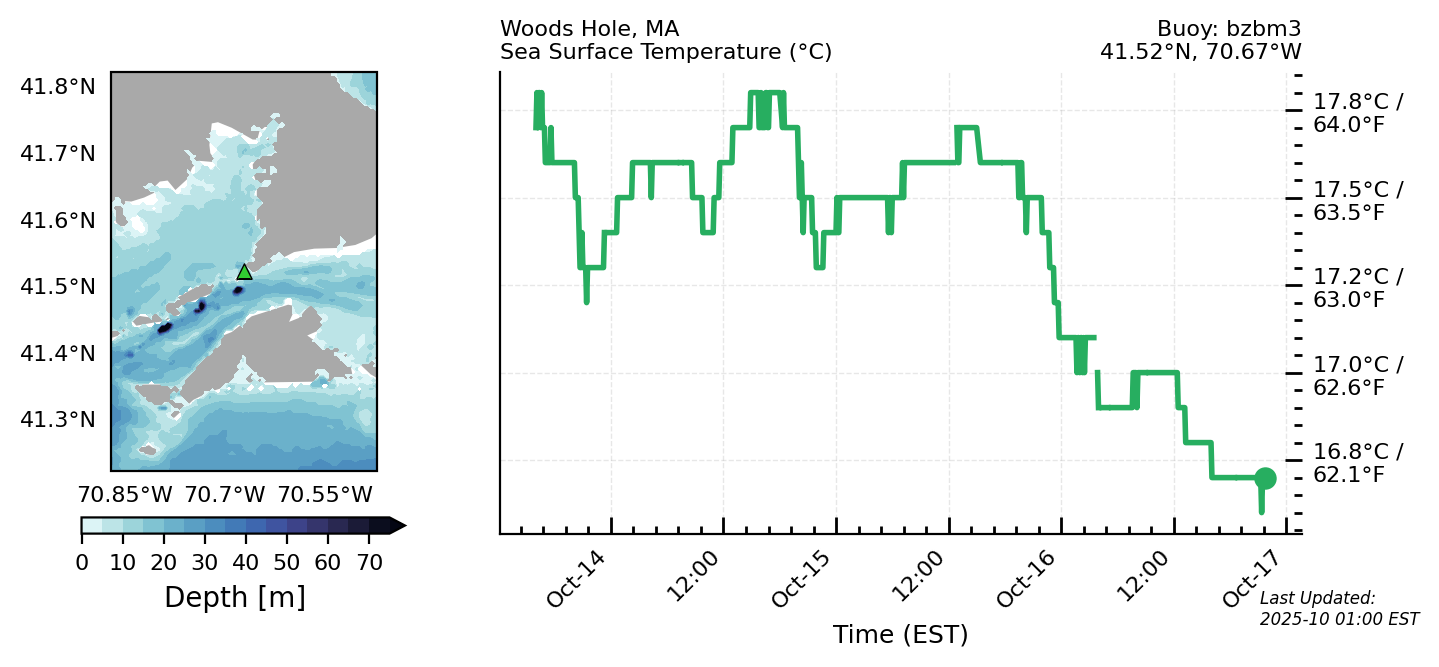 Woods Hole, MA
Sea Surface Temperature (°C)
Buoy: bzbm3
41.52°N, 70.67°W
41.8°N
41.7°N
41.6°N
41.5°N
41.4°N
41.3°N
70.85°W 70.7°W 70.55°W
0 10 20 30 40 50 60 70
Depth [m]
17.8°C /
64.0°F
17.5°C /
63.5°F
17.2°C /
63.0°F
17.0°C /
62.6°F
16.8°C /
62.1°F
Oct-14
12:00
Oct-15
12:00
Oct-16
12:00
Oct-17
Time (EST)
Last Updated:
2025-10 01:00 EST